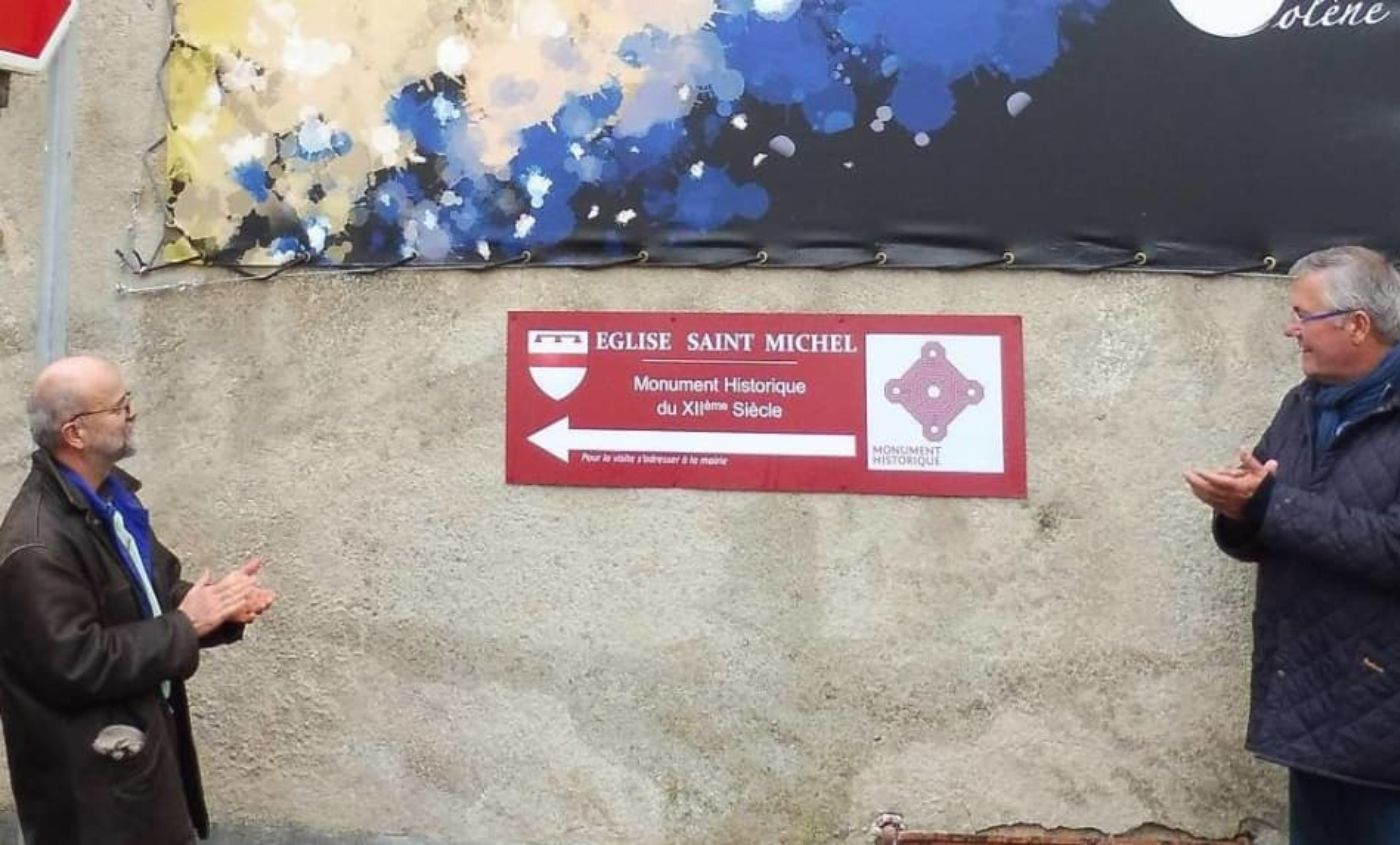 olène
EGLISE SAINT MICHEL
Monument Historique
du XIIème Siècle
Pour la visite s'adresser à la mairie
MONUMENT
HISTORIQUE